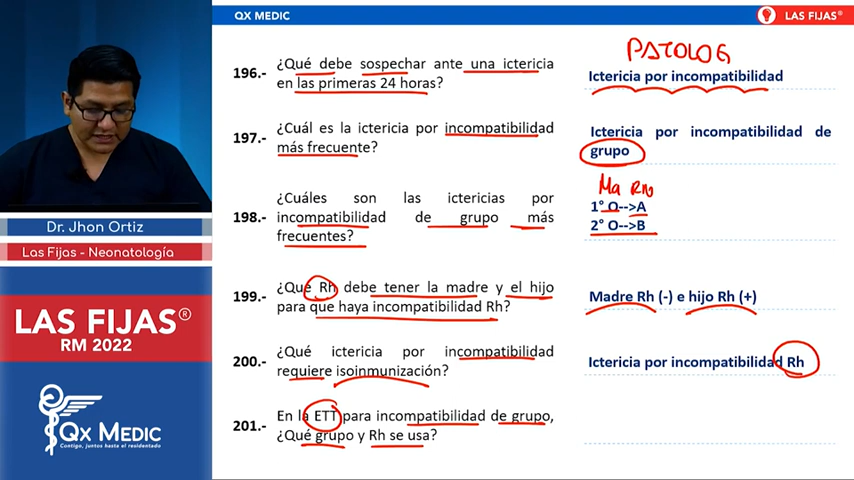 QX MEDIC
LAS FIJAS®
PATOLOG
196.- ¿Qué debe sospechar ante una ictericia
en las primeras 24 horas?
Ictericia por incompatibilidad
197.- ¿Cuál es la ictericia por incompatibilidad
más frecuente?
Ictericia por incompatibilidad de
grupo
198.- ¿Cuáles son las ictericias por
incompatibilidad de grupo más
frecuentes?
Ma RN
1° O-->A
2° O-->B
Dr. Jhon Ortiz
Las Fijas - Neonatología
199.- ¿Qué Rh debe tener la madre y el hijo
para que haya incompatibilidad Rh?
Madre Rh (-) e hijo Rh (+)
LAS FIJAS®
RM 2022
200.- ¿Qué ictericia por incompatibilidad
requiere isoinmunización?
Ictericia por incompatibilidad Rh
201.- En la ETT para incompatibilidad de grupo,
¿Qué grupo y Rh se usa?
QX MEDIC
Contigo, juntos hasta el residentado